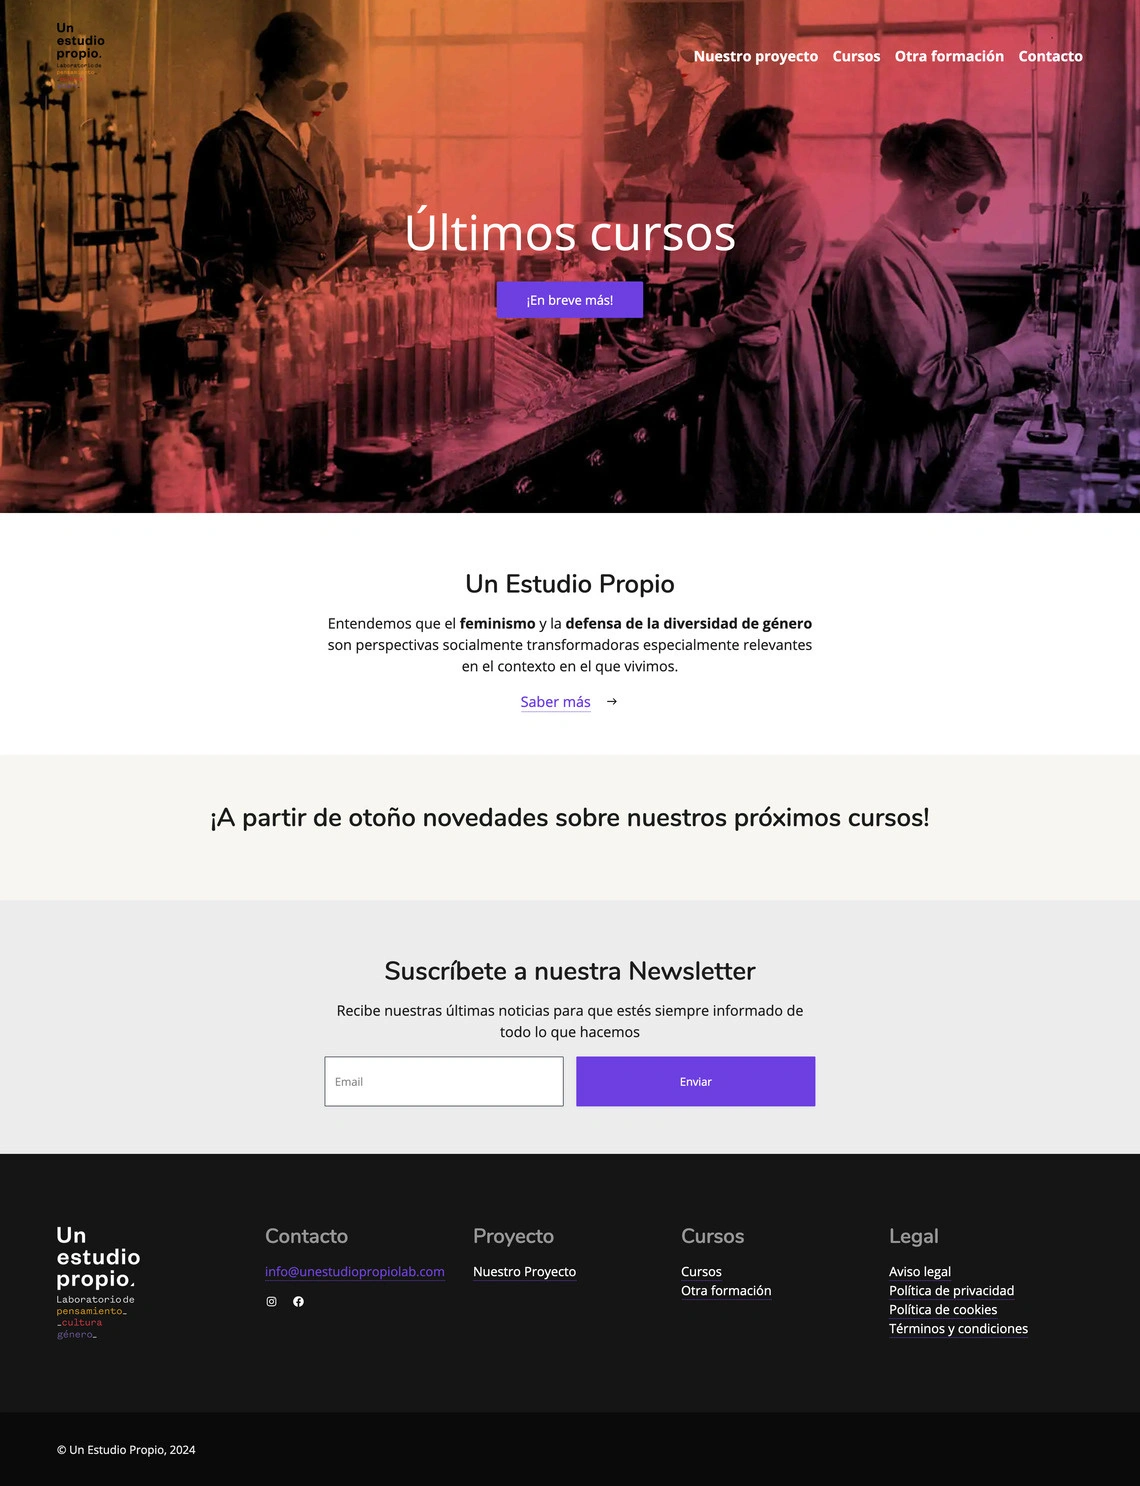 Un
estudio
propio.
Laboratorio de
pensamiento_
Nuestro proyecto Cursos Otra formación Contacto
Últimos cursos
¡En breve más!
Un Estudio Propio
Entendemos que el feminismo y la defensa de la diversidad de género
son perspectivas socialmente transformadoras especialmente relevantes
en el contexto en el que vivimos.
Saber más →
¡A partir de otoño novedades sobre nuestros próximos cursos!
Suscríbete a nuestra Newsletter
Recibe nuestras últimas noticias para que estés siempre informado de
todo lo que hacemos
Email
Enviar
Un
estudio
propio.
Laboratorio de
pensamiento_
_cultura
género_
Contacto
info@unestudiopropiolab.com
Proyecto
Nuestro Proyecto
Cursos
Cursos
Otra formación
Legal
Aviso legal
Política de privacidad
Política de cookies
Términos y condiciones
© Un Estudio Propio, 2024